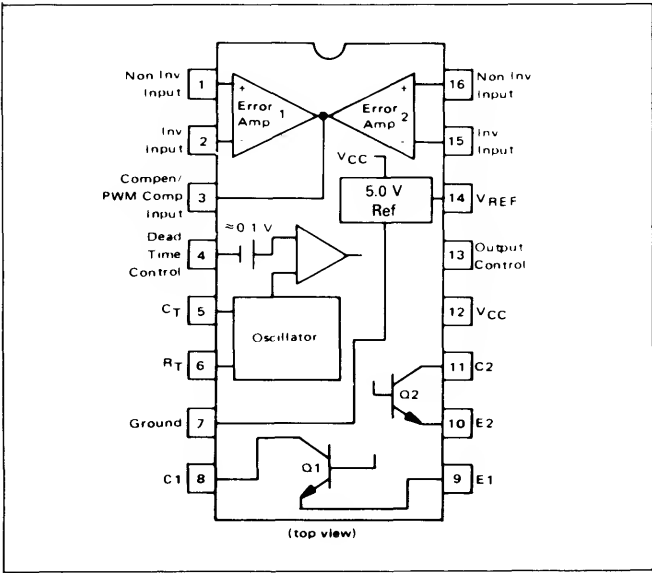 Non Inv
Input
1
+
Error
Amp 1
-
Inv
Input
2
Compen/
PWM Comp
Input
3
Dead
Time
Control
4
≈0 1 V
CT
5
RT
6
Oscillator
Ground
7
C1
8
Q1
+
Error
Amp 2
-
16
Non Inv
Input
15
Inv
Input
VCC
5.0 V
Ref
14
VREF
13
Output
Control
12
VCC
11
C2
Q2
10
E2
9
E1
(top view)